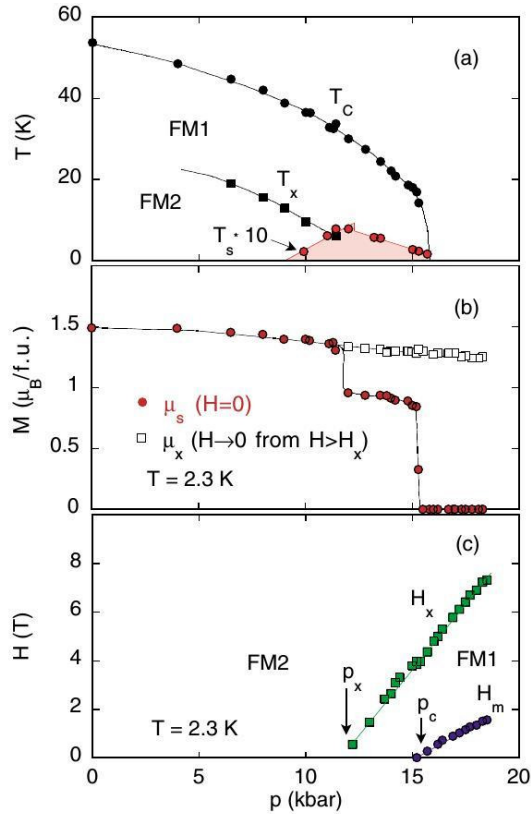 60
(a)
T_C
40
T (K)
FM1
T_x
20
FM2
T_s * 10
0
(b)
1.5
M (μ_B/f.u.)
1
μ_s (H=0)
μ_x (H→0 from H>H_x)
0.5
T = 2.3 K
0
(c)
8
H_x
6
H (T)
4
FM2
p_x
FM1
p_c
H_m
2
T = 2.3 K
0
0 5 10 15 20
p (kbar)